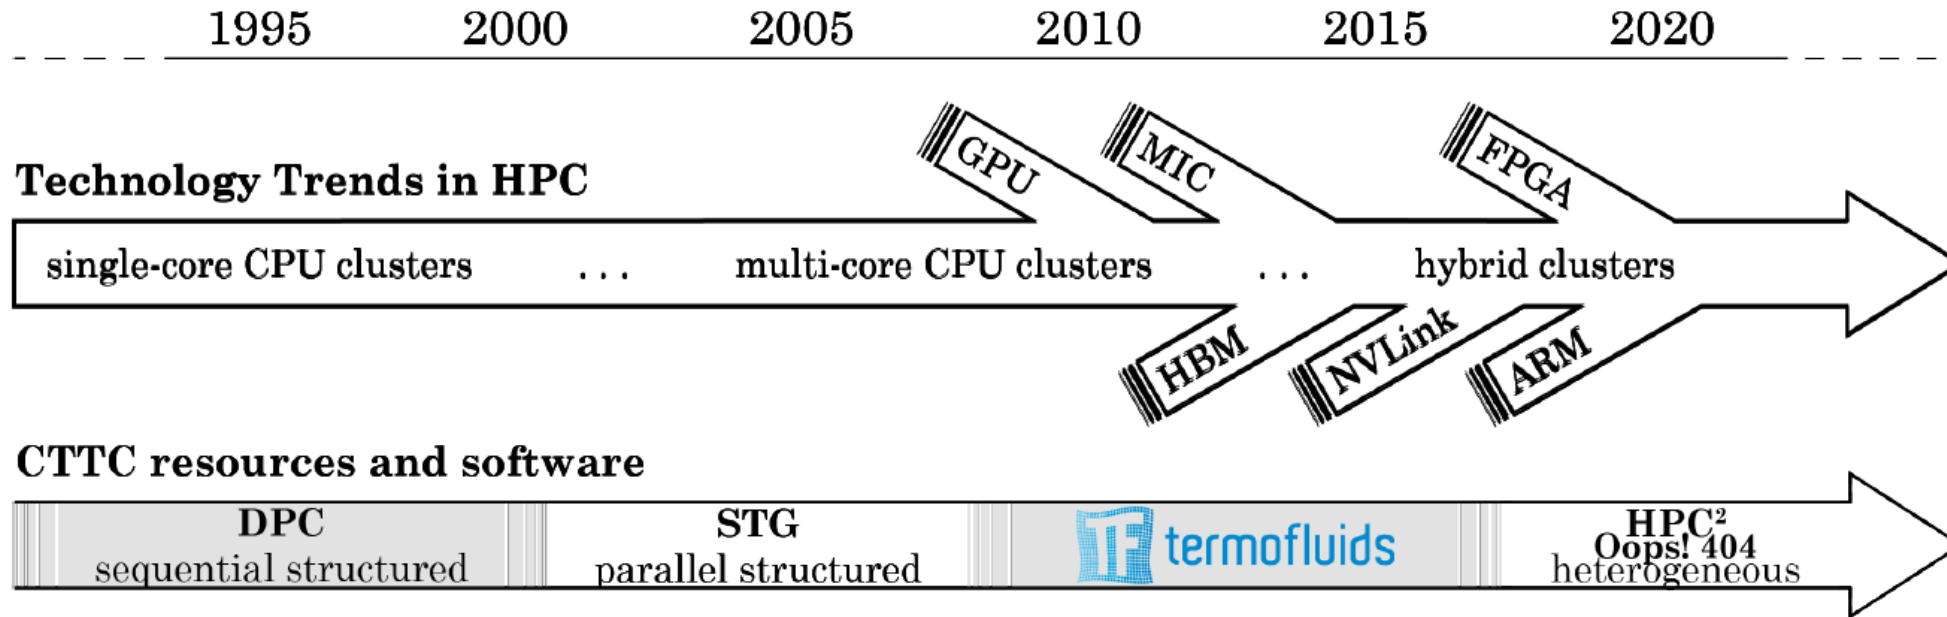 1995 2000 2005 2010 2015 2020
GPU MIC FPGA
Technology Trends in HPC
single-core CPU clusters ... multi-core CPU clusters ... hybrid clusters
HBM NVLink ARM
CTTC resources and software
DPC
sequential structured
STG
parallel structured
TF termofluids
HPC²
Oops! 404
heterogeneous